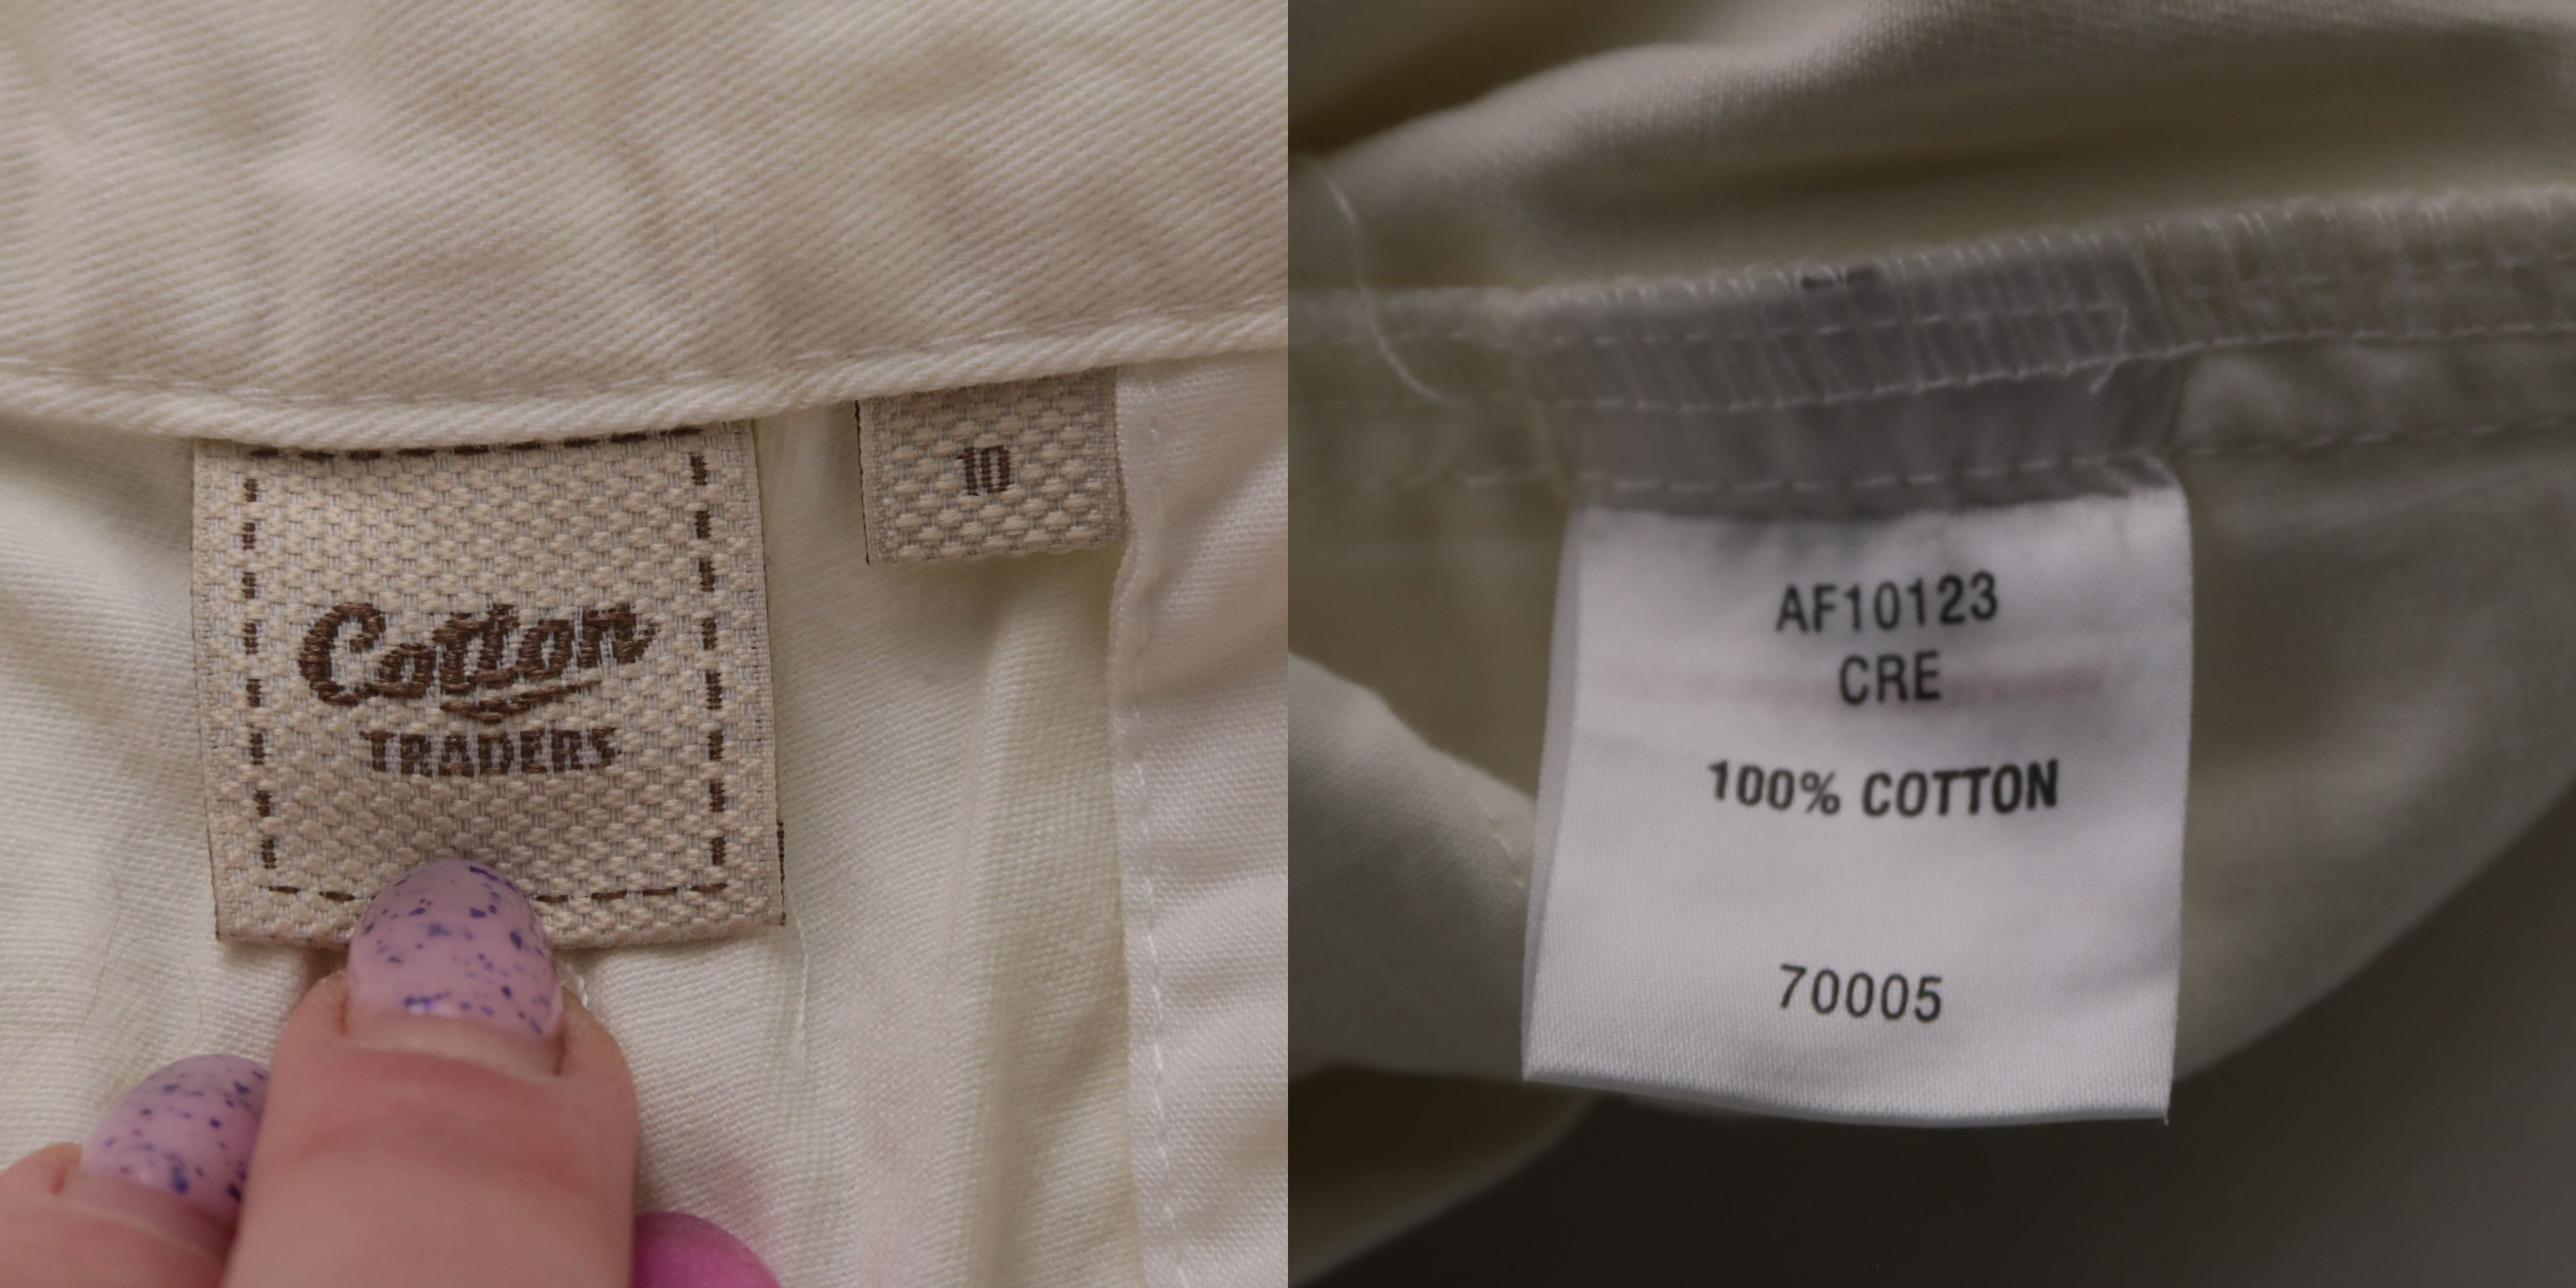 Cotton
TRADERS
10
AF10123
CRE
100% COTTON
70005